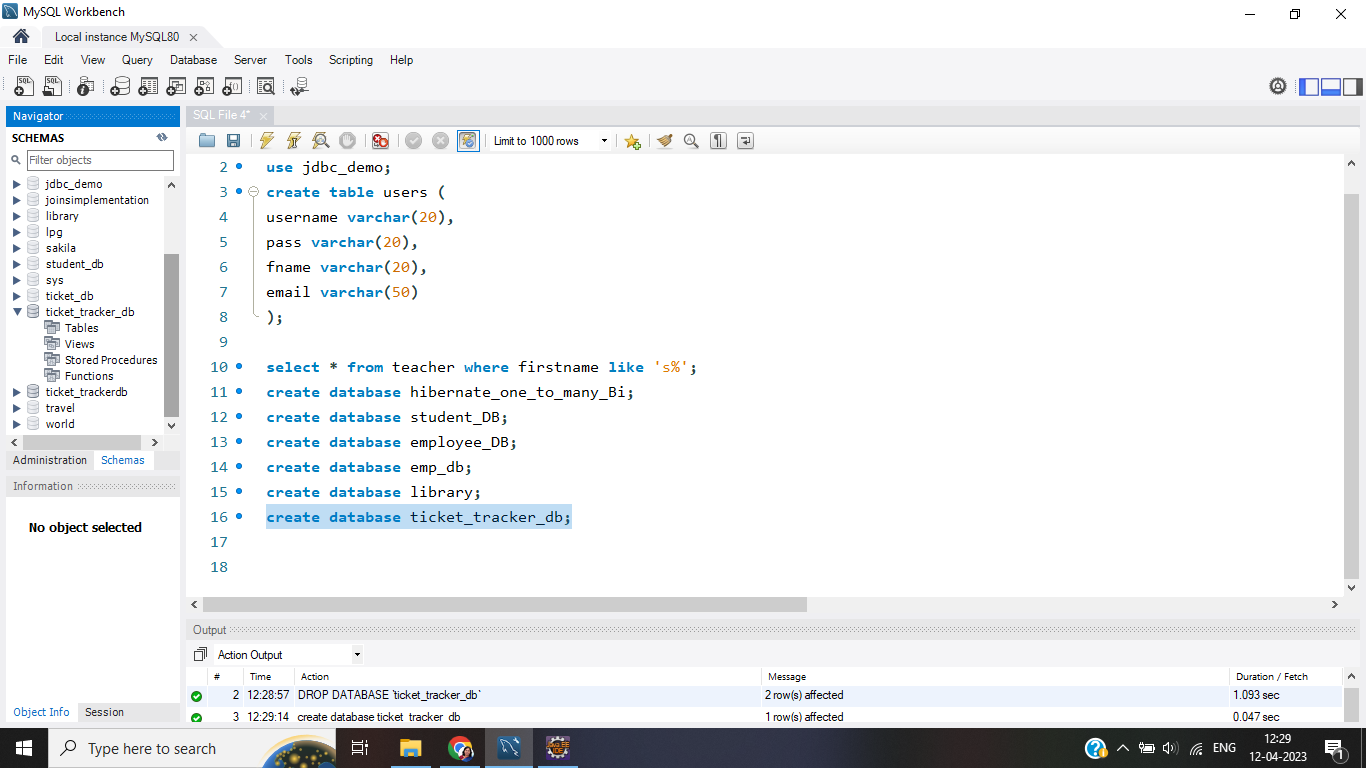 MySQL Workbench
Local instance MySQL80
File Edit View Query Database Server Tools Scripting Help
Navigator
SCHEMAS
Filter objects
jdbc_demo
joinsimplementation
library
lpg
sakila
student_db
sys
ticket_db
ticket_tracker_db
Tables
Views
Stored Procedures
Functions
ticket_trackerdb
travel
world
Administration Schemas
Information
No object selected
Object Info Session
SQL File 4*
Limit to 1000 rows
2 use jdbc_demo;
3 create table users (
4 username varchar(20),
5 pass varchar(20),
6 fname varchar(20),
7 email varchar(50)
8 );
9
10 select * from teacher where firstname like 's%';
11 create database hibernate_one_to_many_Bi;
12 create database student_DB;
13 create database employee_DB;
14 create database emp_db;
15 create database library;
16 create database ticket_tracker_db;
17
18
Output
Action Output
# Time Action Message Duration / Fetch
2 12:28:57 DROP DATABASE `ticket_tracker_db` 2 row(s) affected 1.093 sec
3 12:29:14 create database ticket_tracker_db 1 row(s) affected 0.047 sec
Type here to search
ENG
12:29
12-04-2023
1